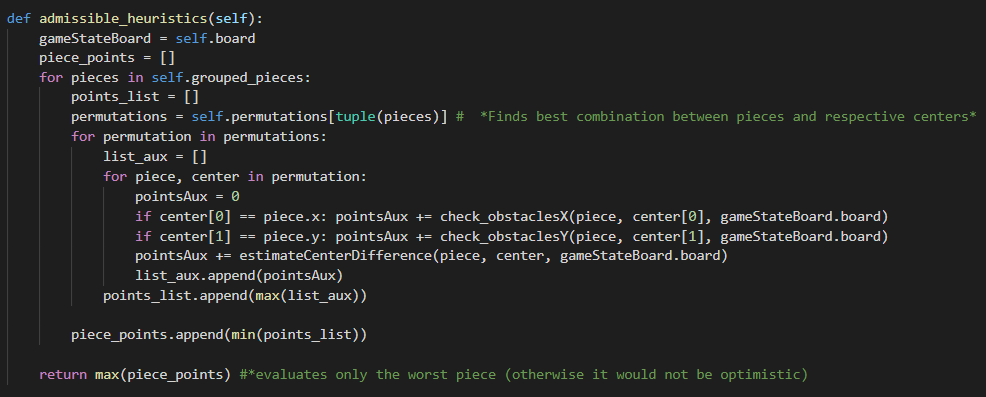 def admissible_heuristics(self):
    gameStateBoard = self.board
    piece_points = []
    for pieces in self.grouped_pieces:
        points_list = []
        permutations = self.permutations[tuple(pieces)] #  *Finds best combination between pieces and respective centers*
        for permutation in permutations:
            list_aux = []
            for piece, center in permutation:
                pointsAux = 0
                if center[0] == piece.x: pointsAux += check_obstaclesX(piece, center[0], gameStateBoard.board)
                if center[1] == piece.y: pointsAux += check_obstaclesY(piece, center[1], gameStateBoard.board)
                pointsAux += estimateCenterDifference(piece, center, gameStateBoard.board)
                list_aux.append(pointsAux)
            points_list.append(max(list_aux))

        piece_points.append(min(points_list))

    return max(piece_points) #*evaluates only the worst piece (otherwise it would not be optimistic)